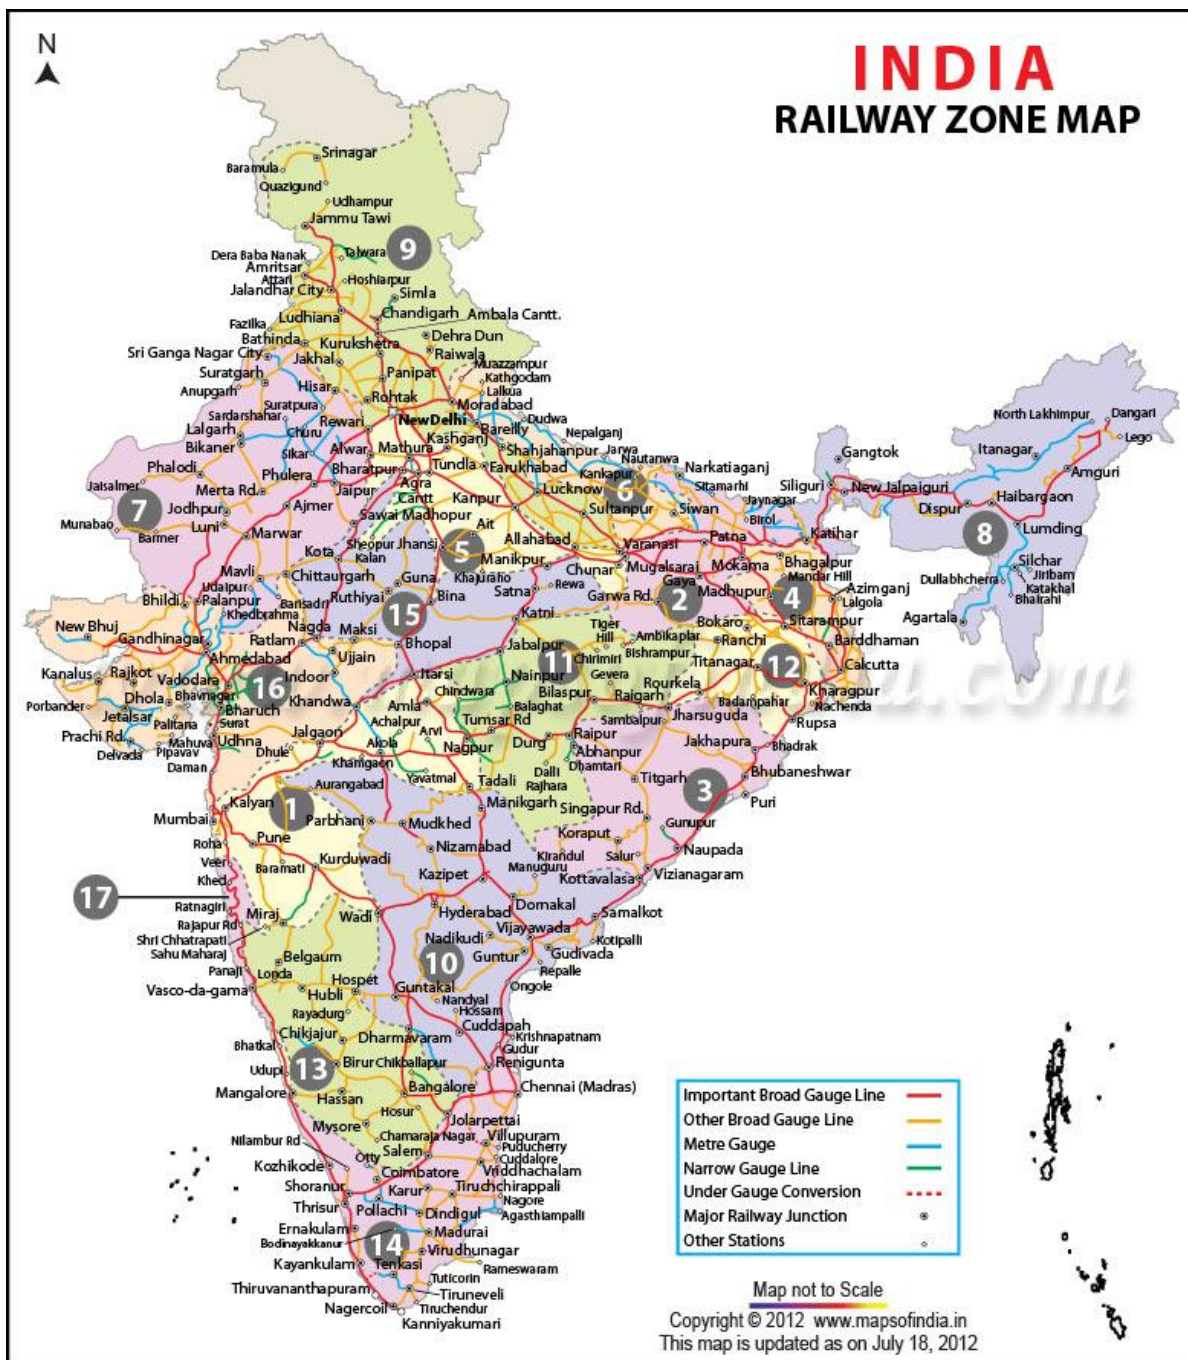 N
INDIA
RAILWAY ZONE MAP
Srinagar
Baramula
Quazigund
Udhampur
Jammu Tawi
9
Dera Baba Nanak
Talwara
Amritsar
Attari
Hoshiarpur
Jalandhar City
Simla
Ludhiana
Chandigarh
Ambala Cantt.
Fazilka
Bathinda
Kurukshetra
Dehra Dun
Sri Ganga Nagar City
Jakhal
Raiwala
Suratgarh
Panipat
Muazzampur
Kathgodam
Anupgarh
Hisar
Lalkua
Suratpura
Rohtak
Moradabad
Sardarshahar
Rewari
New Delhi
Dudwa
Lalgarh
Churu
Kashganj
Bareilly
Nepalganj
Bikaner
Sikar
Alwar
Mathura
Shahjahanpur
Jarwa
Nautanwa
Phalodi
Phulera
Bharatpur
Tundla
Farukhabad
Kankapur
Narkatiaganj
Jaisalmer
Merta Rd.
Jaipur
Agra
Cantt
Kanpur
Lucknow
6
Sitamarhi
7
Jodhpur
Ajmer
Sultanpur
Siwan
Jaynagar
Munabao
Luni
Sawai Madhopur
Ait
Birol
Barmer
Marwar
Sheopur
Kalan
Jhansi
5
Allahabad
Varanasi
Patna
Katihar
Kota
Manikpur
Chunar
Mugalsarai
Mokama
Bhagalpur
Mavli
Chittaurgarh
Guna
Khajuraho
Rewa
Gaya
Mandar Hill
Udaipur
Ruthiyai
Satna
Garwa Rd.
2
Madhupur
4
Azimganj
Bhildi
Palanpur
Barisadri
15
Bina
Katni
Lalgola
Khedbrahma
New Bhuj
Nagda
Maksi
Bhopal
Tiger
Hill
Ambikaplar
Bokaro
Sitarampur
Gandhinagar
Ratlam
Jabalpur
Ranchi
Barddhaman
Ahmedabad
Ujjain
11
Chirimiri
Bishrampur
Titanagar
12
Calcutta
Kanalus
Rajkot
Vadodara
16
Indoor
Itarsi
Nainpur
Gevera
Rourkela
Kharagpur
Dhola
Bhavnagar
Khandwa
Chindwara
Bilaspur
Raigarh
Badampahar
Nachenda
Porbander
Jetalsar
Bharuch
Amla
Balaghat
Sambalpur
Jharsuguda
Rupsa
Palitana
Surat
Achalpur
Tumsar Rd
Raipur
Prachi Rd.
Mahuva
Udhna
Jalgaon
Arvi
Durg
Abhanpur
Jakhapura
Bhadrak
Delvada
Pipavav
Dhule
Akola
Nagpur
Dhamtari
Daman
Khamgaon
Yavatmal
Dalli
Rajhara
Titgarh
Bhubaneshwar
Aurangabad
Tadali
3
Puri
Kalyan
1
Manikgarh
Singapur Rd.
Mumbai
Parbhani
Mudkhed
Gunupur
Roha
Pune
Nizamabad
Koraput
Naupada
Veer
Baramati
Kurduwadi
Manuguru
Kirandul
Salur
Khed
Kazipet
Kottavalasa
Vizianagaram
17
Ratnagiri
Miraj
Wadi
Hyderabad
Dornakal
Samalkot
Rajapur Rd
Shri Chhatrapati
Sahu Maharaj
Nadikudi
Vijayawada
Kotipalli
Belgaum
10
Guntur
Gudivada
Panaji
Londa
Repalle
Vasco-da-gama
Hubli
Hospet
Guntakal
Ongole
Nandyal
Rayadurg
Hossam
Chikjajur
Dharmavaram
Cuddapah
Krishnapatnam
Bhatkal
Gudur
13
Birur
Chikballapur
Renigunta
Udupi
Mangalore
Hassan
Bangalore
Chennai (Madras)
Hosur
Mysore
Jolarpettai
Nilambur Rd
Chamaraja Nagar
Villupuram
Puducherry
Otty
Salem
Cuddalore
Kozhikode
Coimbatore
Vriddhachalam
Shoranur
Karur
Tiruchchirappali
Nagore
Thrisur
Pollachi
Dindigul
Agasthiampalli
Ernakulam
Bodinayakkanur
14
Madurai
Virudhunagar
Kayankulam
Tenkasi
Rameswaram
Tuticorin
Thiruvananthapuram
Tiruneveli
Nagercoil
Tiruchendur
Kanniyakumari
North Lakhimpur
Dangari
Lego
Gangtok
Itanagar
Amguri
Siliguri
New Jalpaiguri
Haibargaon
Dispur
8
Lumding
Silchar
Jiribam
Dullabhcherra
Katakhal
Bhairahi
Agartala
Important Broad Gauge Line
Other Broad Gauge Line
Metre Gauge
Narrow Gauge Line
Under Gauge Conversion
Major Railway Junction
Other Stations
Map not to Scale
Copyright © 2012 www.mapsofindia.in
This map is updated as on July 18, 2012